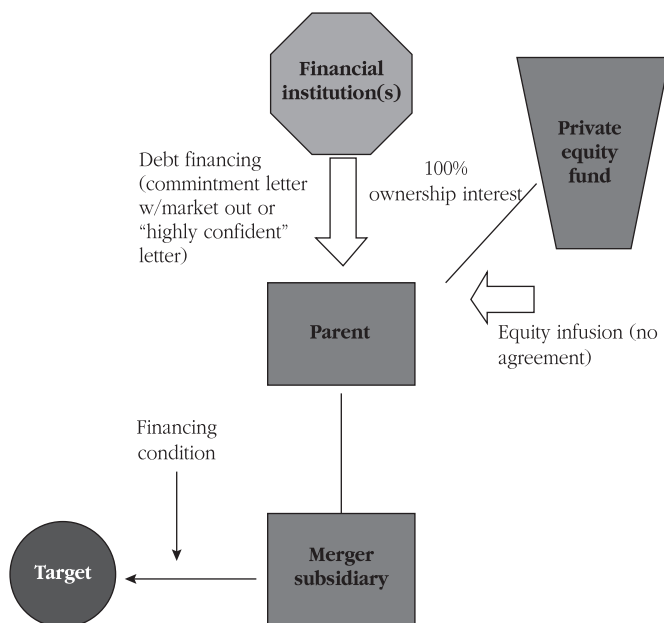 Financial
institution(s)
Private
equity
fund
Debt financing
(commintment letter
w/market out or
“highly confident”
letter)
100%
ownership interest
Parent
Equity infusion (no
agreement)
Financing
condition
Target
Merger
subsidiary